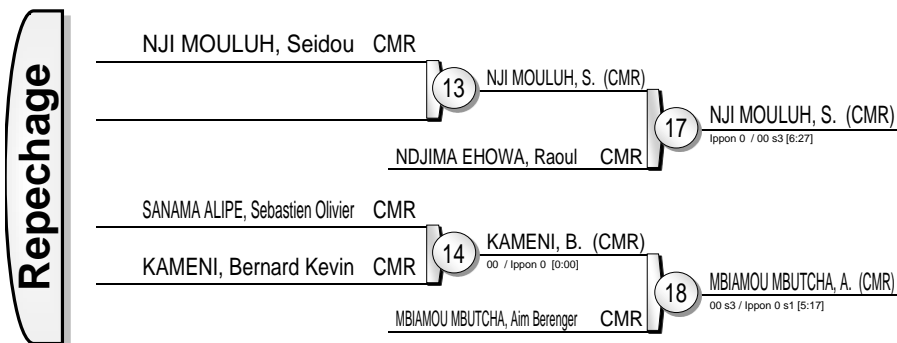 Repechage
NJI MOULUH, Seidou CMR
13
NJI MOULUH, S. (CMR)
NDJIMA EHOWA, Raoul CMR
17
NJI MOULUH, S. (CMR)
Ippon 0 / 00 s3 [6:27]
SANAMA ALIPE, Sebastien Olivier CMR
KAMENI, Bernard Kevin CMR
14
KAMENI, B. (CMR)
00 / Ippon 0 [0:00]
MBIAMOU MBUTCHA, Aim Berenger CMR
18
MBIAMOU MBUTCHA, A. (CMR)
00 s3 / Ippon 0 s1 [5:17]